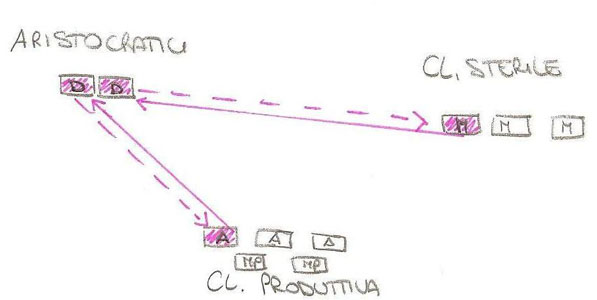 ARISTOCRATICI
CL. STERILE
D D
M M M
A A A
MP MP
CL. PRODUTTIVA